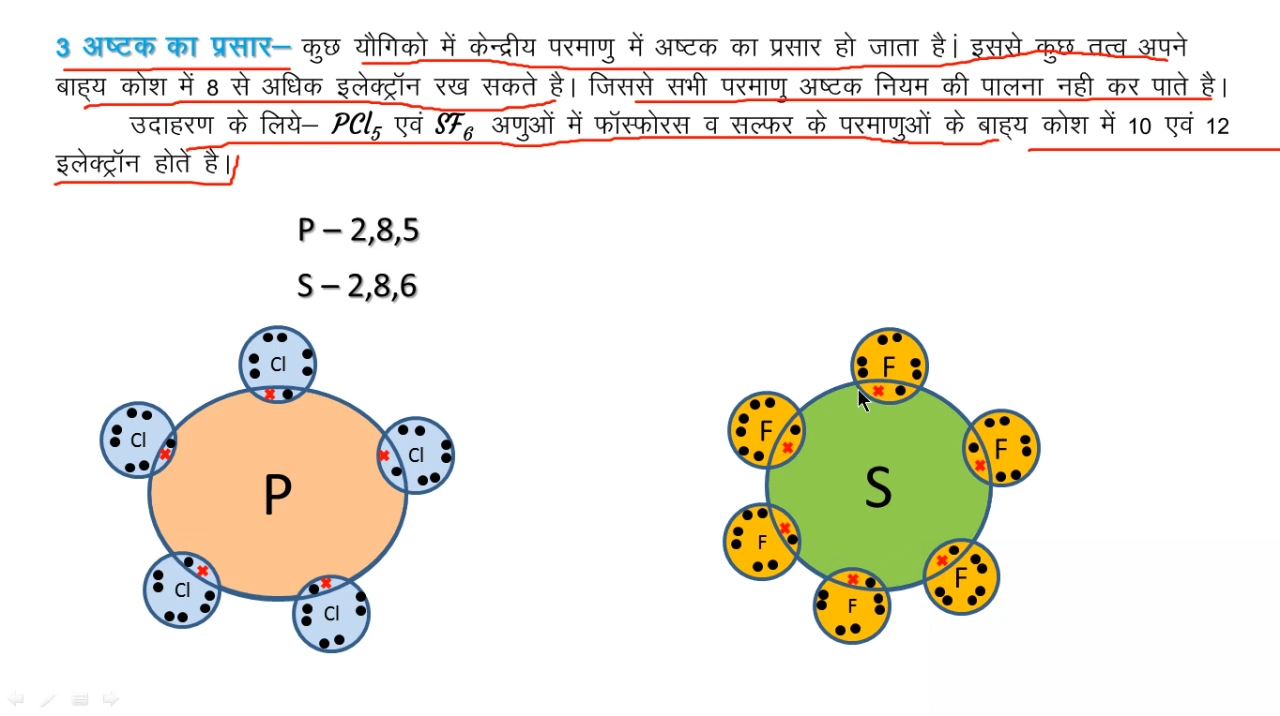 3 अष्टक का प्रसार– कुछ यौगिको में केन्द्रीय परमाणु में अष्टक का प्रसार हो जाता है। इससे कुछ तत्व अपने
बाह्य कोश में 8 से अधिक इलेक्ट्रॉन रख सकते है। जिससे सभी परमाणु अष्टक नियम की पालना नही कर पाते है।
उदाहरण के लिये– PCl₅ एवं SF₆ अणुओं में फॉस्फोरस व सल्फर के परमाणुओं के बाह्य कोश में 10 एवं 12
इलेक्ट्रॉन होते है।
P – 2,8,5
S – 2,8,6
Cl
Cl
Cl
P
Cl
Cl
F
F
F
S
F
F
F